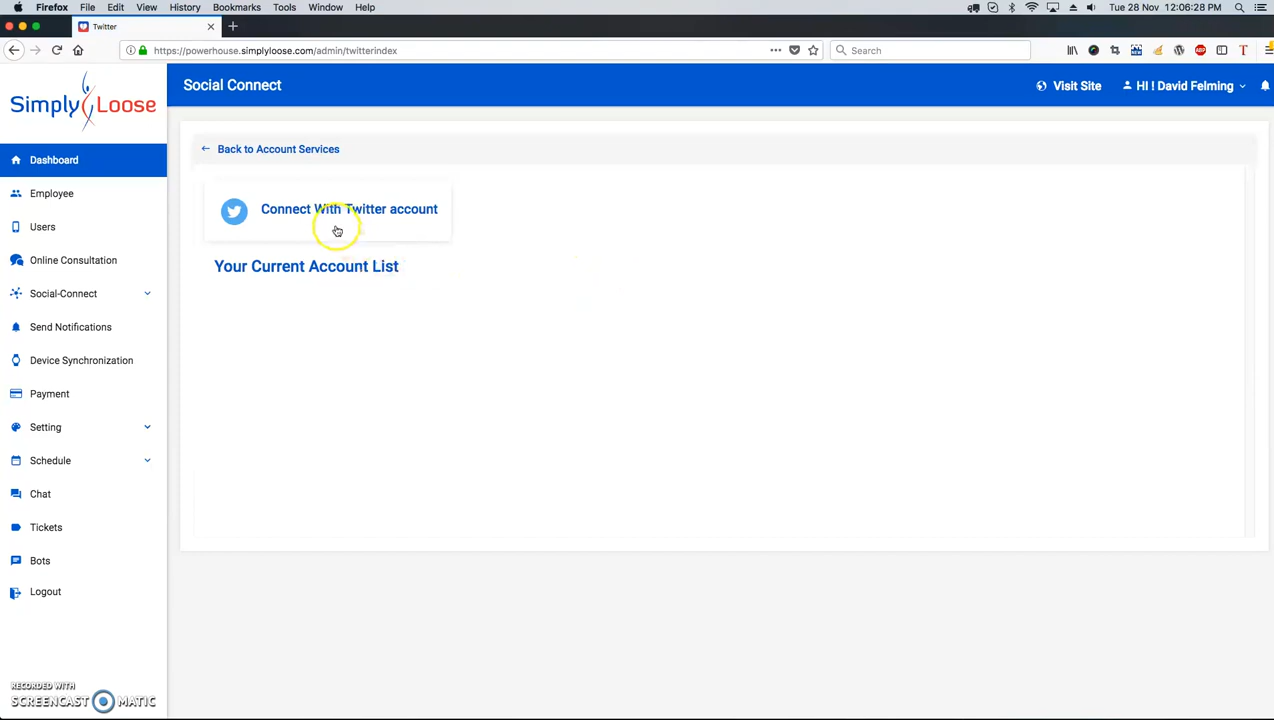 Firefox File Edit View History Bookmarks Tools Window Help Tue 28 Nov 12:06:28 PM
Twitter
https://powerhouse.simplyloose.com/admin/twitterindex Search
Simply Loose
Social Connect Visit Site HI ! David Felming
← Back to Account Services
Dashboard
Employee
Users
Online Consultation
Social-Connect
Send Notifications
Device Synchronization
Payment
Setting
Schedule
Chat
Tickets
Bots
Logout
Connect With Twitter account
Your Current Account List
RECORDED WITH
SCREENCAST MATIC